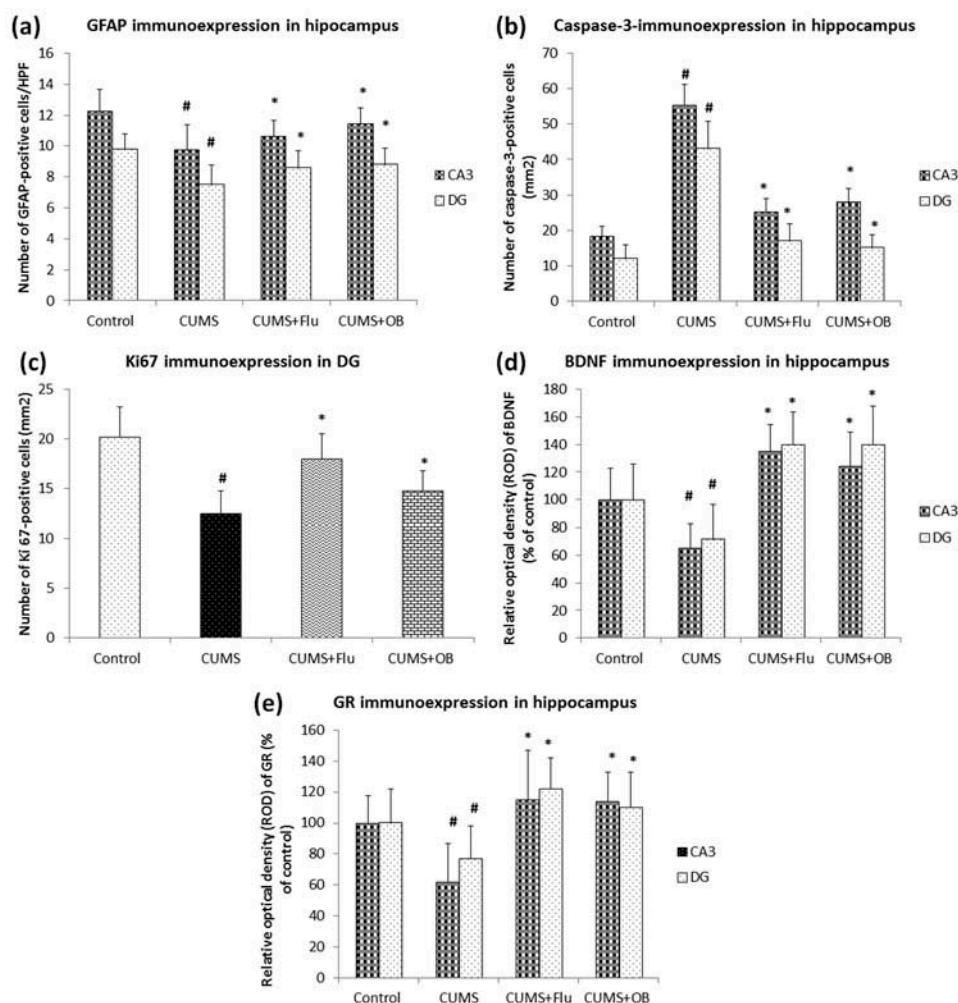 (a)
GFAP immunoexpression in hippocampus
Number of GFAP-positive cells/HPF
16
14
12
10
8
6
4
2
0
#
#
*
*
*
*
Control
CUMS
CUMS+Flu
CUMS+OB
CA3
DG
(b)
Caspase-3-immunoexpression in hippocampus
Number of caspase-3-positive cells
(mm2)
70
60
50
40
30
20
10
0
#
#
*
*
*
*
Control
CUMS
CUMS+Flu
CUMS+OB
CA3
DG
(c)
Ki67 immunoexpression in DG
Number of Ki 67-positive cells (mm2)
25
20
15
10
5
0
#
*
*
Control
CUMS
CUMS+Flu
CUMS+OB
(d)
BDNF immunoexpression in hippocampus
Relative optical density (ROD) of BDNF
(% of control)
180
160
140
120
100
80
60
40
20
0
#
#
*
*
*
*
Control
CUMS
CUMS+Flu
CUMS+OB
CA3
DG
(e)
GR immunoexpression in hippocampus
Relative optical density (ROD) of GR (%
of control)
160
140
120
100
80
60
40
20
0
#
#
*
*
*
*
Control
CUMS
CUMS+Flu
CUMS+OB
CA3
DG